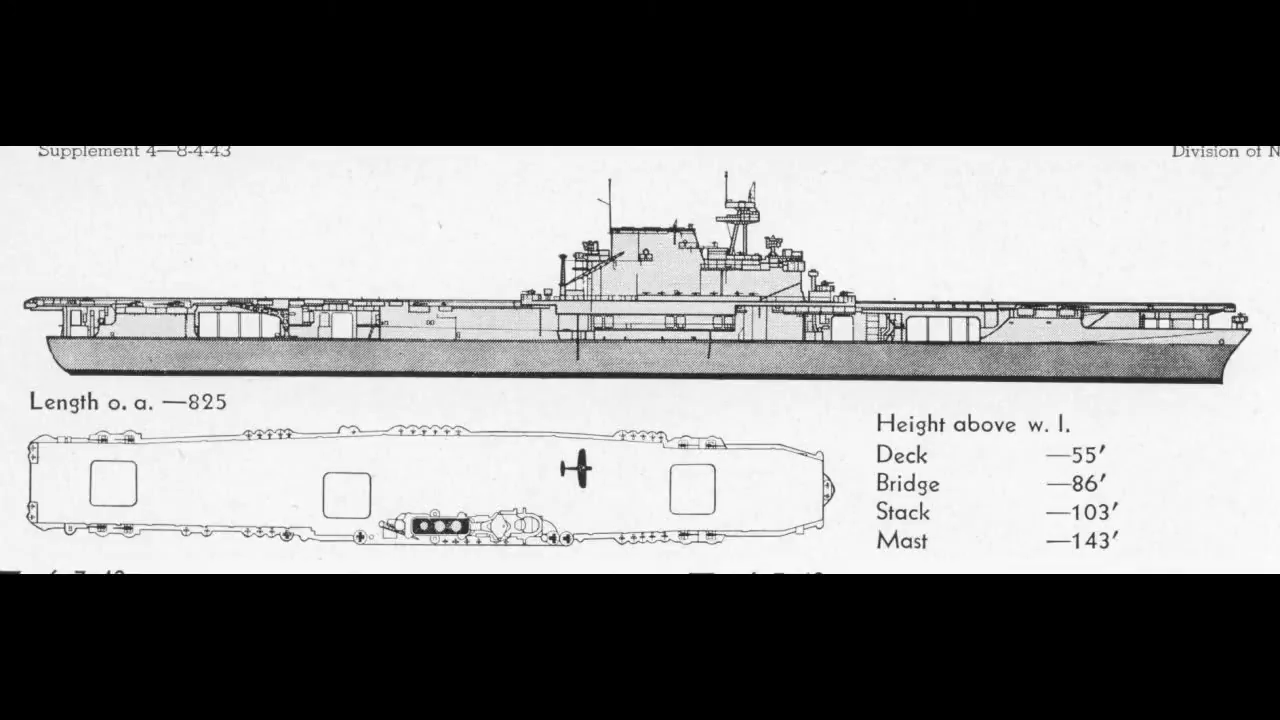 Supplement 4—8-4-43
Division of N
Length o. a. —825
Height above w. l.
Deck —55′
Bridge —86′
Stack —103′
Mast —143′